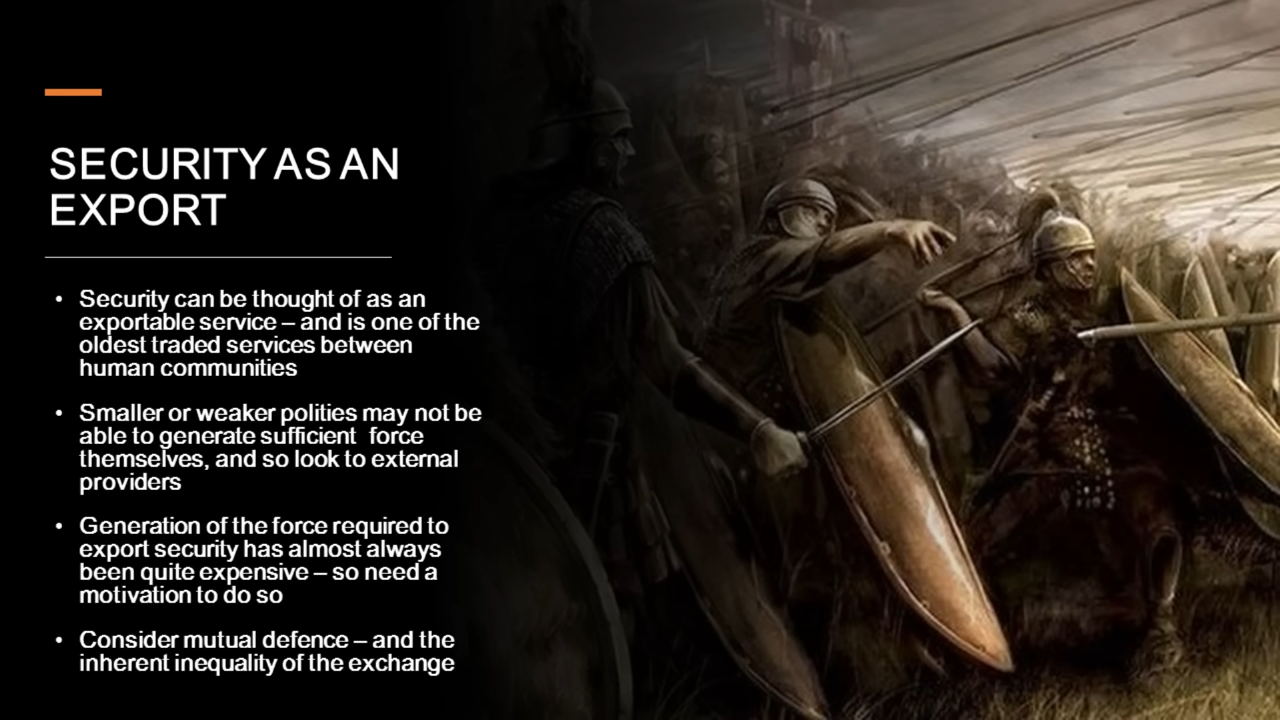 SECURITY AS AN
EXPORT
• Security can be thought of as an
exportable service – and is one of the
oldest traded services between
human communities
• Smaller or weaker polities may not be
able to generate sufficient  force
themselves, and so look to external
providers
• Generation of the force required to
export security has almost always
been quite expensive – so need a
motivation to do so
• Consider mutual defence – and the
inherent inequality of the exchange